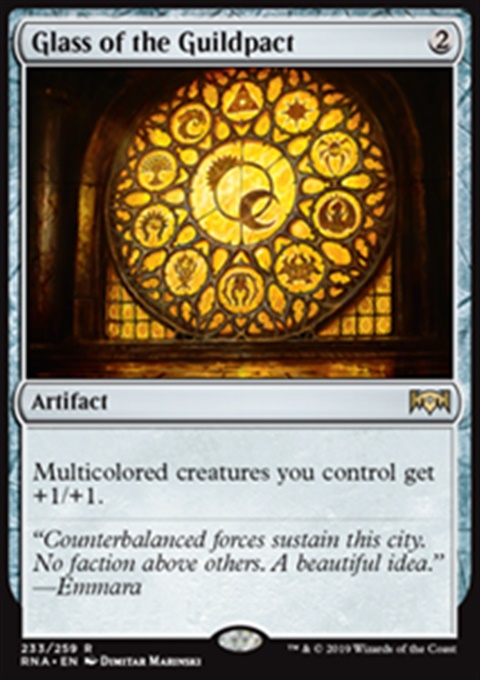 Glass of the Guildpact 2
Artifact
Multicolored creatures you control get
+1/+1.
“Counterbalanced forces sustain this city.
No faction above others. A beautiful idea.”
—Emmara
233/259 R
RNA • EN Dimitar Marinski
™ & © 2019 Wizards of the Coast